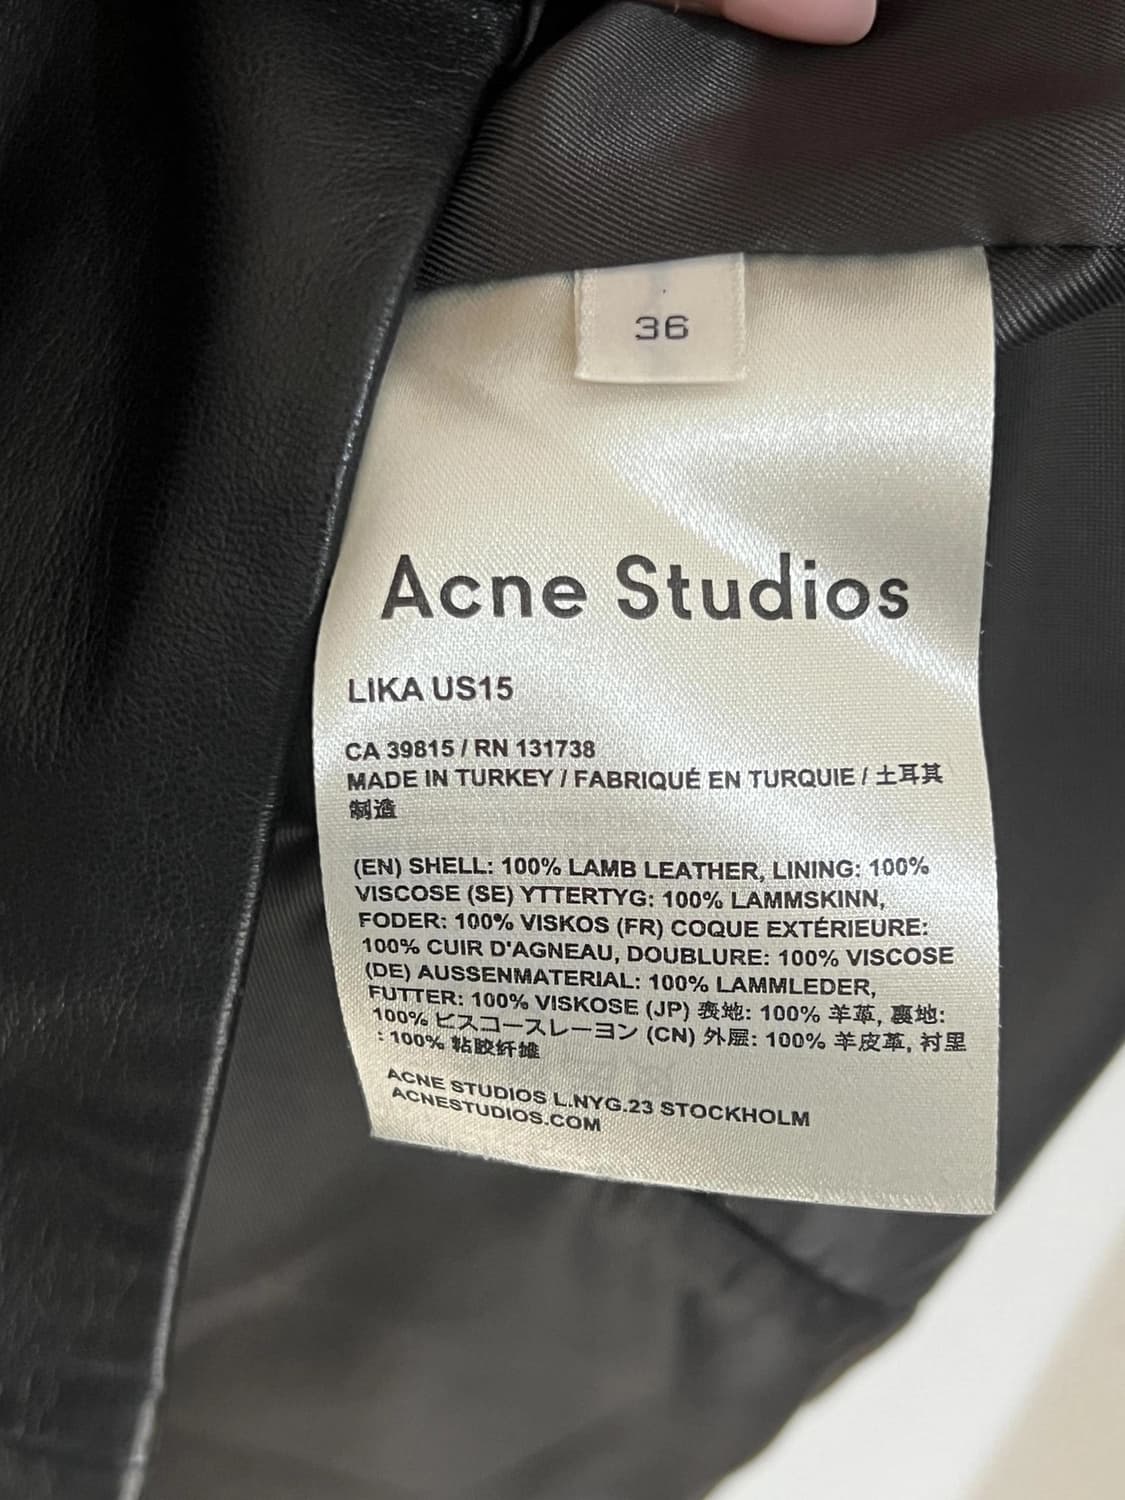 36
Acne Studios
LIKA US15
CA 39815 / RN 131738
MADE IN TURKEY / FABRIQUÉ EN TURQUIE / 土耳其
制造
(EN) SHELL: 100% LAMB LEATHER, LINING: 100%
VISCOSE (SE) YTTERTYG: 100% LAMMSKINN,
FODER: 100% VISKOS (FR) COQUE EXTÉRIEURE:
100% CUIR D'AGNEAU, DOUBLURE: 100% VISCOSE
(DE) AUSSENMATERIAL: 100% LAMMLEDER,
FUTTER: 100% VISKOSE (JP) 表地: 100% 羊革, 裏地:
100% ビスコースレーヨン (CN) 外层: 100% 羊皮革, 衬里
: 100% 粘胶纤维
ACNE STUDIOS L.NYG.23 STOCKHOLM
ACNESTUDIOS.COM